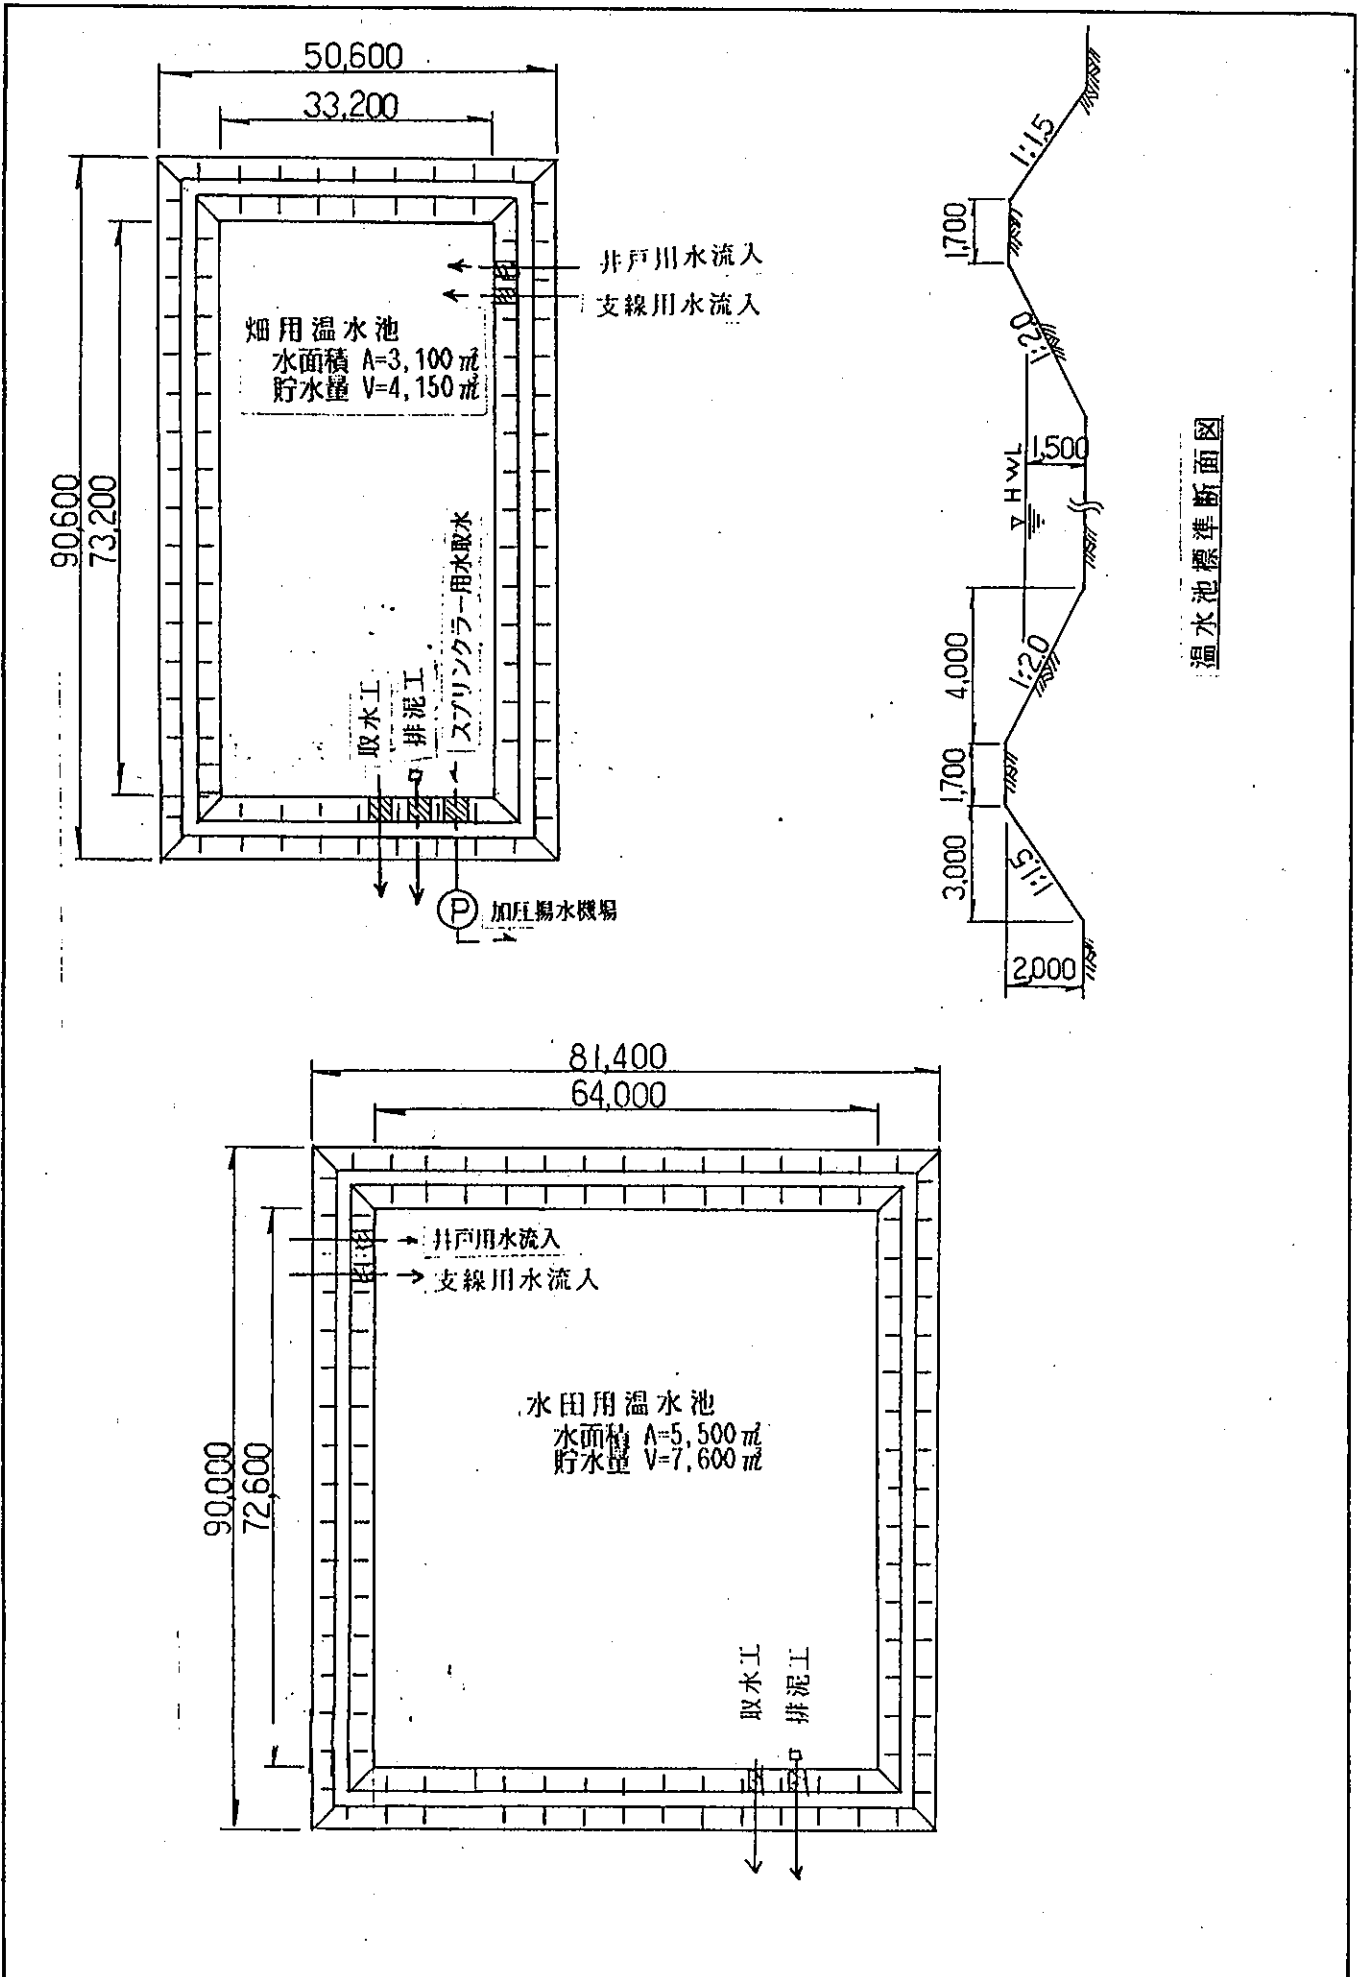 50,600
33,200
90,600
73,200
井戸用水流入
支線用水流入
畑用温水池
水面積 A=3,100㎡
貯水量 V=4,150㎥
取水工
排泥工
スプリンクラー用水取水
P 加圧揚水機場
1:1.5
1,700
1:2.0
1,500
▽HWL
4,000
1:2.0
1,700
3,000
1:1.5
2,000
温水池標準断面図
81,400
64,000
90,000
72,600
井戸用水流入
支線用水流入
水田用温水池
水面積 A=5,500㎡
貯水量 V=7,600㎥
取水工
排泥工